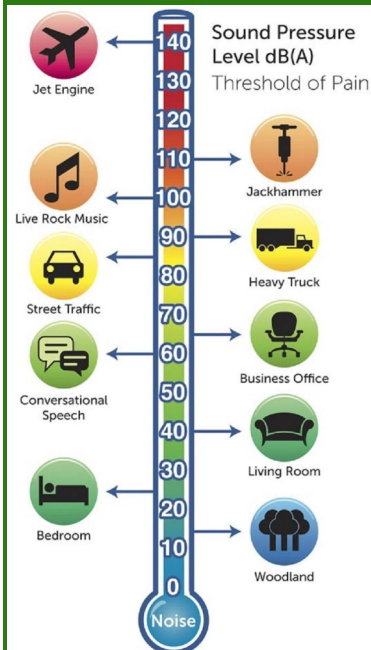 Sound Pressure
Level dB(A)
Threshold of Pain
140
Jet Engine
130
120
110
Jackhammer
100
Live Rock Music
90
Heavy Truck
80
Street Traffic
70
Business Office
60
Conversational
Speech
50
40
Living Room
30
Bedroom
20
10
Woodland
0
Noise